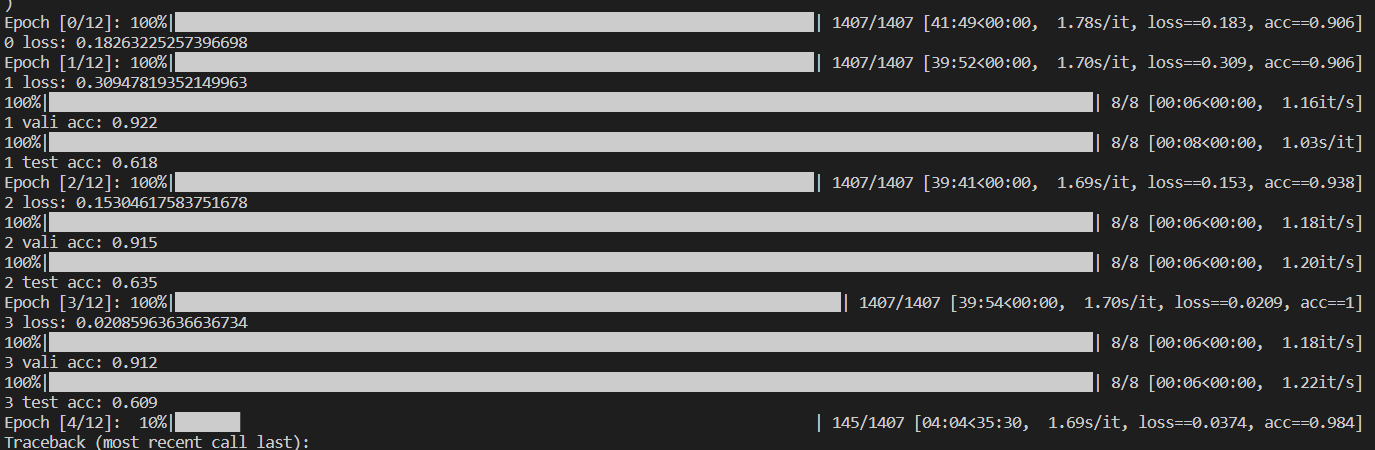 )
Epoch [0/12]: 100%|██████████| 1407/1407 [41:49<00:00,  1.78s/it, loss==0.183, acc==0.906]
0 loss: 0.18263225257396698
Epoch [1/12]: 100%|██████████| 1407/1407 [39:52<00:00,  1.70s/it, loss==0.309, acc==0.906]
1 loss: 0.30947819352149963
100%|██████████| 8/8 [00:06<00:00,  1.16it/s]
1 vali acc: 0.922
100%|██████████| 8/8 [00:08<00:00,  1.03s/it]
1 test acc: 0.618
Epoch [2/12]: 100%|██████████| 1407/1407 [39:41<00:00,  1.69s/it, loss==0.153, acc==0.938]
2 loss: 0.15304617583751678
100%|██████████| 8/8 [00:06<00:00,  1.18it/s]
2 vali acc: 0.915
100%|██████████| 8/8 [00:06<00:00,  1.20it/s]
2 test acc: 0.635
Epoch [3/12]: 100%|██████████| 1407/1407 [39:54<00:00,  1.70s/it, loss==0.0209, acc==1]
3 loss: 0.02085963636636734
100%|██████████| 8/8 [00:06<00:00,  1.18it/s]
3 vali acc: 0.912
100%|██████████| 8/8 [00:06<00:00,  1.22it/s]
3 test acc: 0.609
Epoch [4/12]:  10%|█         | 145/1407 [04:04<35:30,  1.69s/it, loss==0.0374, acc==0.984]
Traceback (most recent call last):